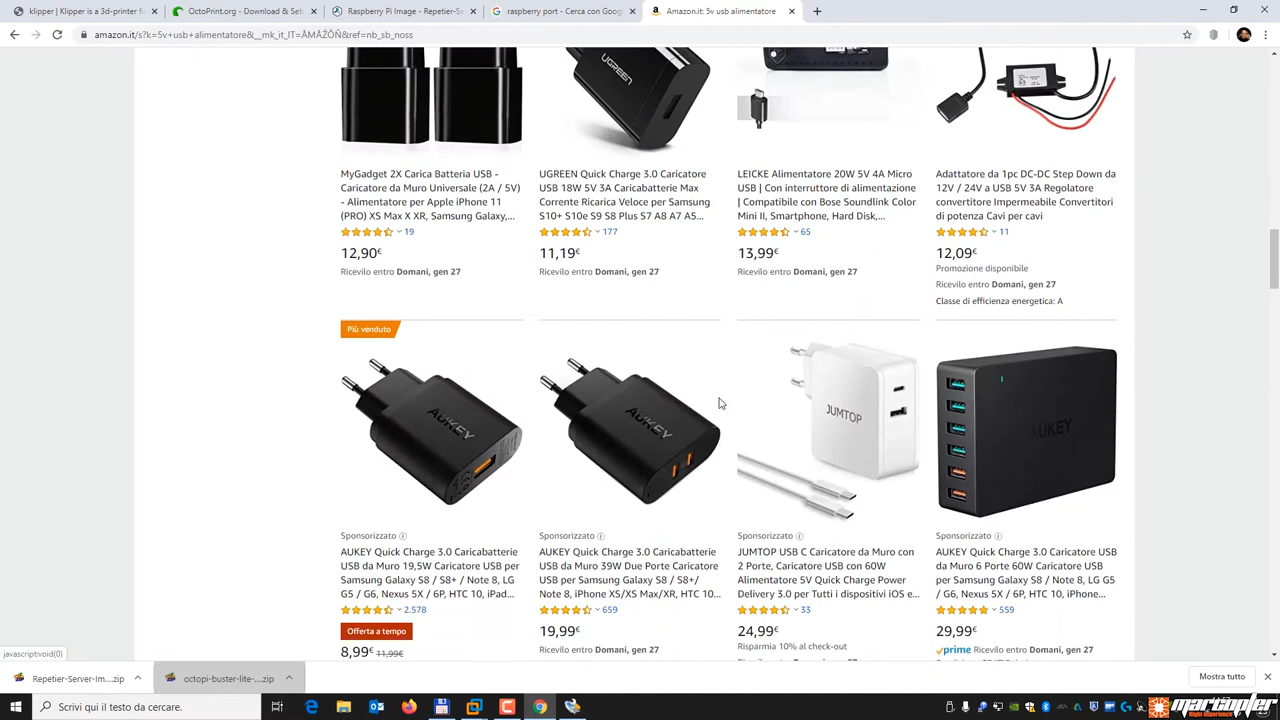 klipper | Klipper is a 3d-printer fi
OctoPrint.org - Download & Setu
Raspberry Pi Image - Repetier-Se
raspberry port - Cerca con Googl
Amazon.it: 5v usb alimentatore
amazon.it/s?k=5v+usb+alimentatore&__mk_it_IT=ÅMÅŽÕÑ&ref=nb_sb_noss
UGREEN
MyGadget 2X Carica Batteria USB -
Caricatore da Muro Universale (2A / 5V)
- Alimentatore per Apple iPhone 11
(PRO) XS Max X XR, Samsung Galaxy,...
19
12,90€
Ricevilo entro Domani, gen 27
UGREEN Quick Charge 3.0 Caricatore
USB 18W 5V 3A Caricabatterie Max
Corrente Ricarica Veloce per Samsung
S10+ S10e S9 S8 Plus S7 A8 A7 A5...
177
11,19€
Ricevilo entro Domani, gen 27
LEICKE Alimentatore 20W 5V 4A Micro
USB | Con interruttore di alimentazione
| Compatibile con Bose Soundlink Color
Mini II, Smartphone, Hard Disk,...
65
13,99€
Ricevilo entro Domani, gen 27
Adattatore da 1pc DC-DC Step Down da
12V / 24V a USB 5V 3A Regolatore
convertitore Impermeabile Convertitori
di potenza Cavi per cavi
11
12,09€
Promozione disponibile
Ricevilo entro Domani, gen 27
Classe di efficienza energetica: A
Più venduto
AUKEY
AUKEY
JUMTOP
AUKEY
Sponsorizzato
AUKEY Quick Charge 3.0 Caricabatterie
USB da Muro 19,5W Caricatore USB per
Samsung Galaxy S8 / S8+ / Note 8, LG
G5 / G6, Nexus 5X / 6P, HTC 10, iPad...
2.578
Offerta a tempo
8,99€ 11,99€
Sponsorizzato
AUKEY Quick Charge 3.0 Caricabatterie
USB da Muro 39W Due Porte Caricatore
USB per Samsung Galaxy S8 / S8+/
Note 8, iPhone XS/XS Max/XR, HTC 10...
659
19,99€
Ricevilo entro Domani, gen 27
Sponsorizzato
JUMTOP USB C Caricatore da Muro con
2 Porte, Caricatore USB con 60W
Alimentatore 5V Quick Charge Power
Delivery 3.0 per Tutti i dispositivi iOS e...
33
24,99€
Risparmia 10% al check-out
Sponsorizzato
AUKEY Quick Charge 3.0 Caricatore USB
da Muro 6 Porte 60W Caricatore USB
per Samsung Galaxy S8 / Note 8, LG G5
/ G6, Nexus 5X / 6P, HTC 10, iPhone...
559
29,99€
prime Ricevilo entro Domani, gen 27
javascript:void(0)
Repetier-Server-Im....zip
octopi-buster-lite-....zip
Mostra tutto
Scrivi qui il testo da cercare.
martcopter